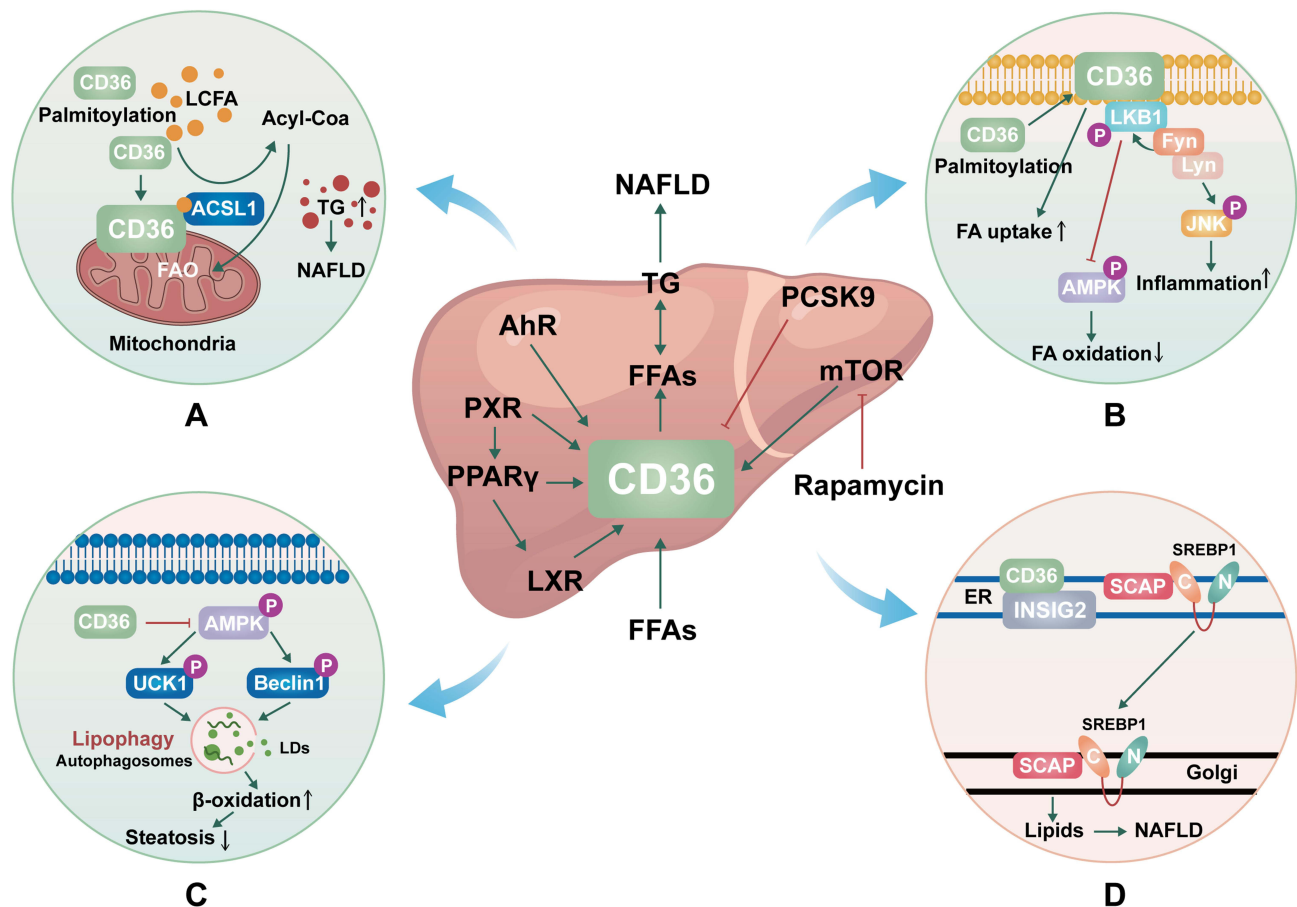 CD36
LCFA
Palmitoylation
Acyl-Coa
CD36
ACSL1
TG ↑
CD36
FAO
NAFLD
Mitochondria
A
CD36
LKB1
P
CD36
Fyn
Palmitoylation
Lyn
P
JNK
FA uptake ↑
P
AMPK
Inflammation ↑
FA oxidation ↓
B
NAFLD
TG
PCSK9
AhR
FFAs
mTOR
PXR
PPARγ
CD36
Rapamycin
LXR
FFAs
P
CD36
AMPK
P
P
UCK1
Beclin1
Lipophagy
Autophagosomes
LDs
β-oxidation ↑
Steatosis ↓
C
SREBP1
CD36
SCAP
C
N
ER
INSIG2
SREBP1
SCAP
C
N
Golgi
Lipids
NAFLD
D